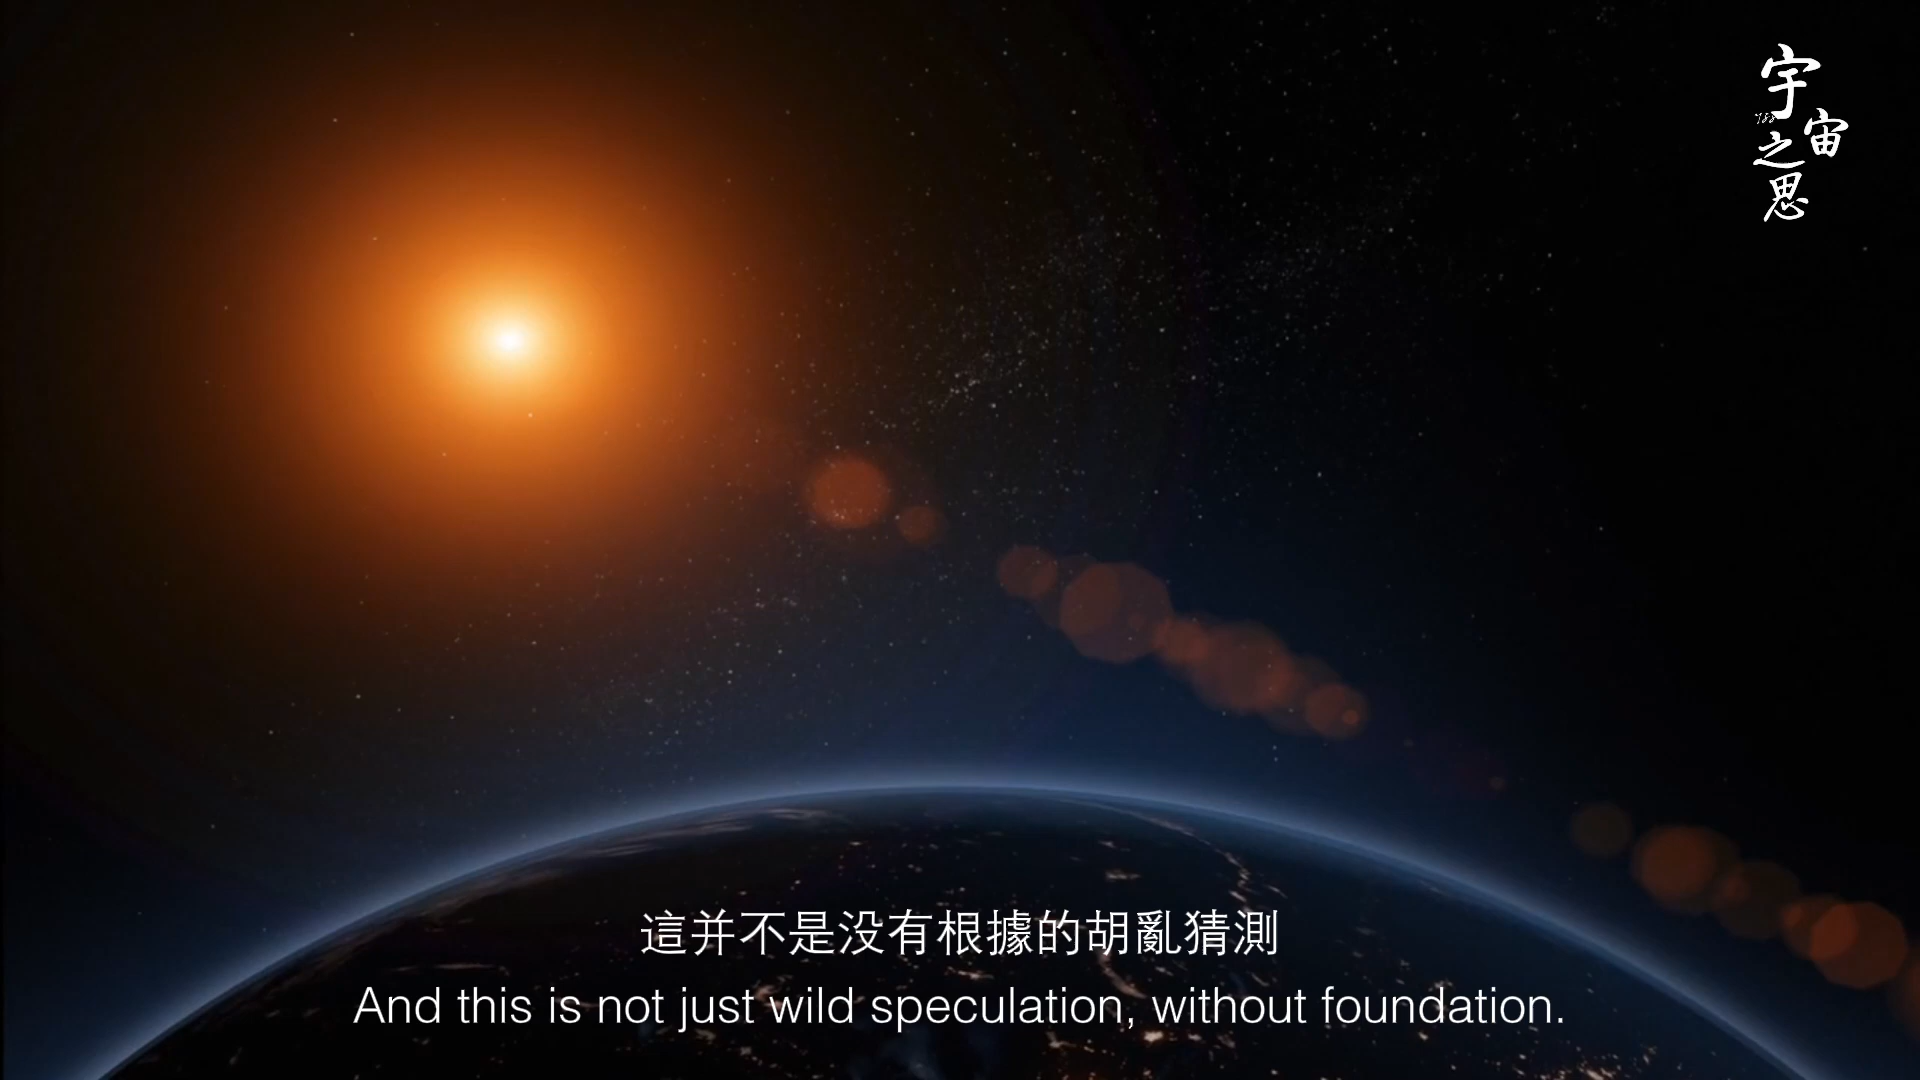 宇宙之思
這并不是没有根據的胡亂猜測
And this is not just wild speculation, without foundation.